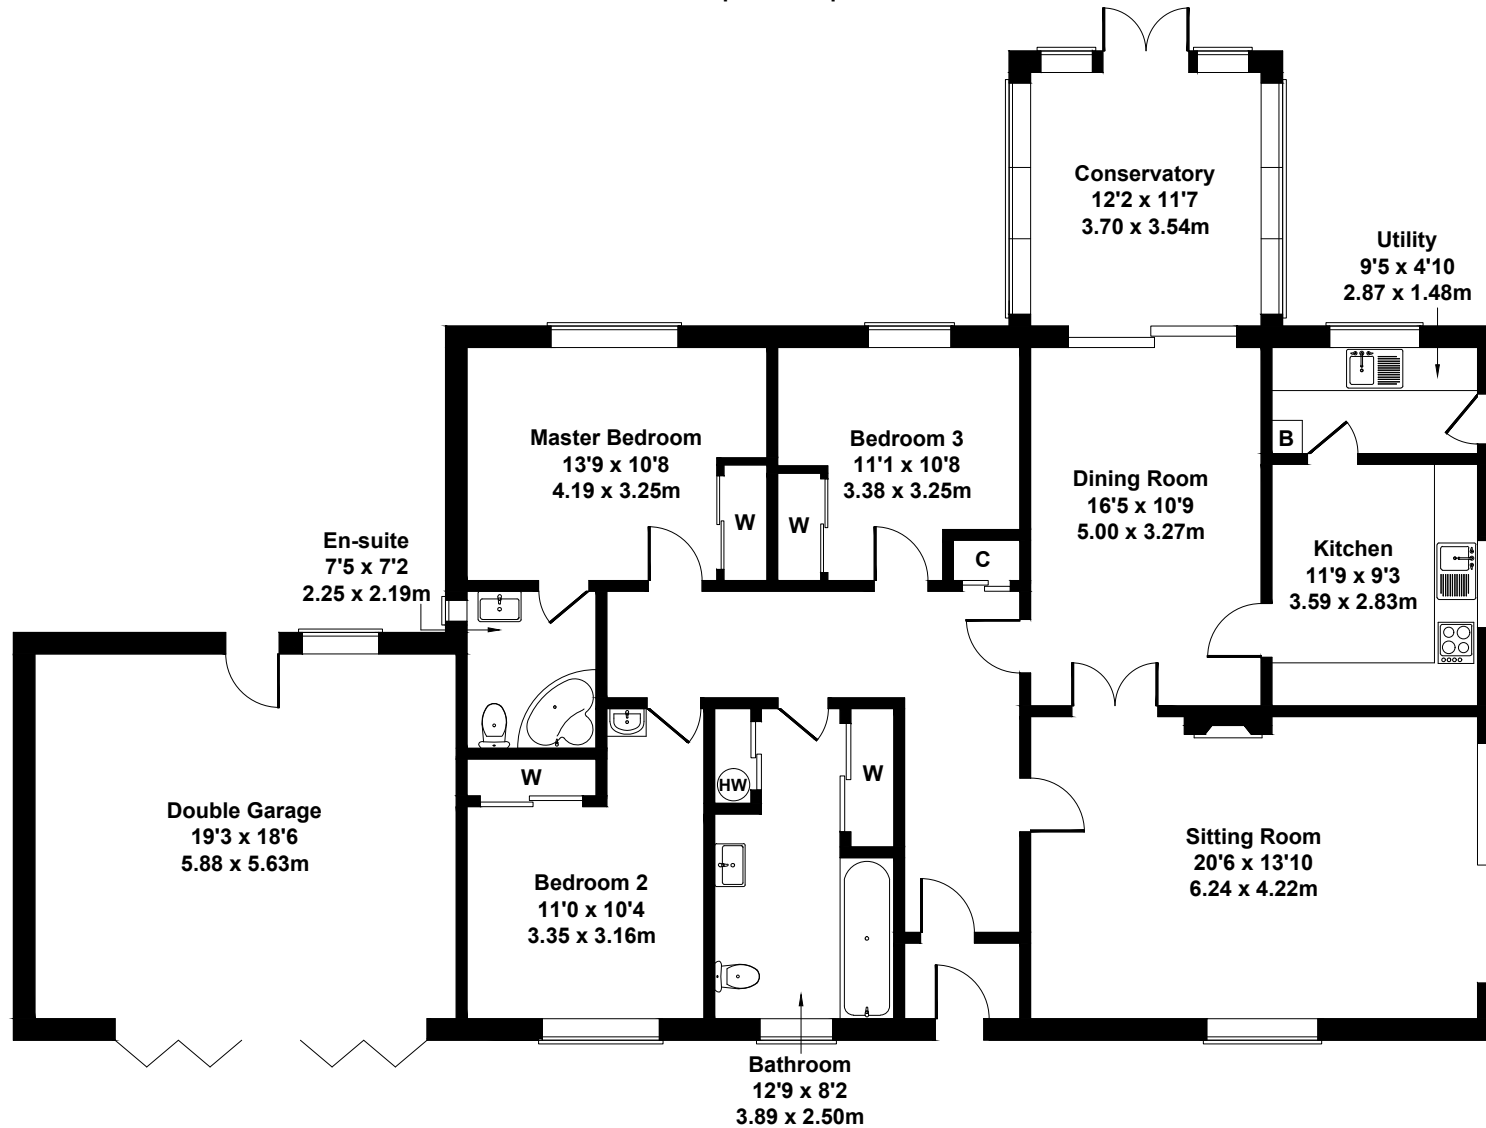 Conservatory
12'2 x 11'7
3.70 x 3.54m
Utility
9'5 x 4'10
2.87 x 1.48m
Master Bedroom
13'9 x 10'8
4.19 x 3.25m
W
Bedroom 3
11'1 x 10'8
3.38 x 3.25m
W
C
Dining Room
16'5 x 10'9
5.00 x 3.27m
B
Kitchen
11'9 x 9'3
3.59 x 2.83m
En-suite
7'5 x 7'2
2.25 x 2.19m
W
HW
W
Double Garage
19'3 x 18'6
5.88 x 5.63m
Sitting Room
20'6 x 13'10
6.24 x 4.22m
Bedroom 2
11'0 x 10'4
3.35 x 3.16m
Bathroom
12'9 x 8'2
3.89 x 2.50m